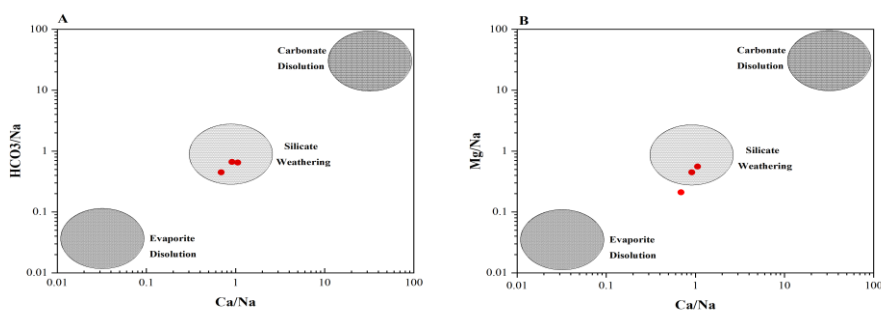 A
100
10
1
0.1
0.01
HCO3/Na
Carbonate
Disolution
Silicate
Weathering
Evaporite
Disolution
0.01 0.1 1 10 100
Ca/Na
B
100
10
1
0.1
0.01
Mg/Na
Carbonate
Disolution
Silicate
Weathering
Evaporite
Disolution
0.01 0.1 1 10 100
Ca/Na